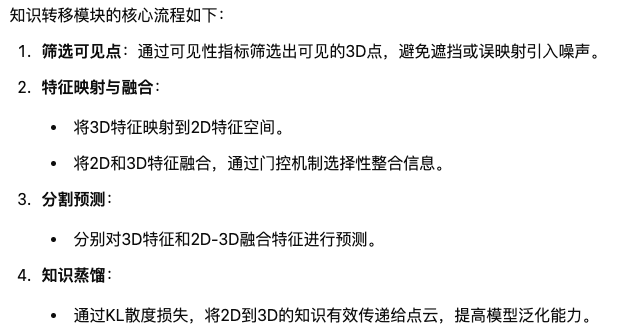 知识转移模块的核心流程如下：
1. 筛选可见点：通过可见性指标筛选出可见的3D点，避免遮挡或误映射引入噪声。
2. 特征映射与融合：
• 将3D特征映射到2D特征空间。
• 将2D和3D特征融合，通过门控机制选择性整合信息。
3. 分割预测：
• 分别对3D特征和2D-3D融合特征进行预测。
4. 知识蒸馏：
• 通过KL散度损失，将2D到3D的知识有效传递给点云，提高模型泛化能力。